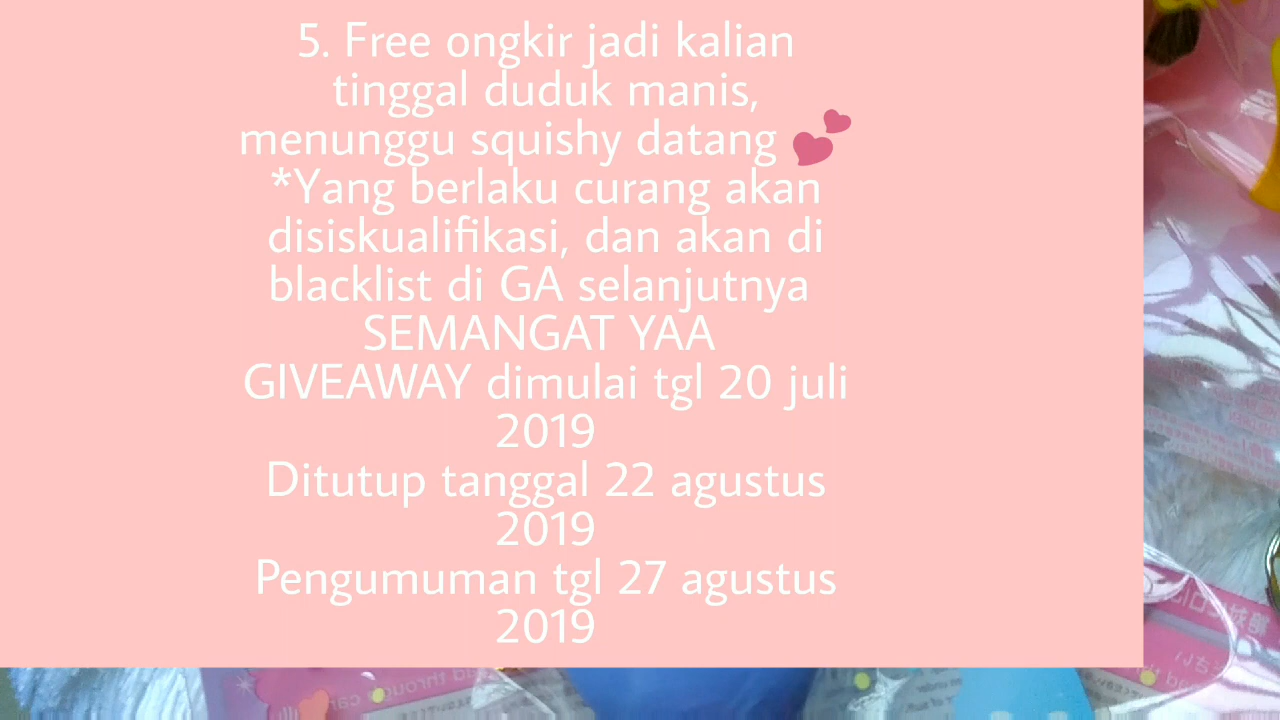 5. Free ongkir jadi kalian
tinggal duduk manis,
menunggu squishy datang 💕
*Yang berlaku curang akan
disiskualifikasi, dan akan di
blacklist di GA selanjutnya
SEMANGAT YAA
GIVEAWAY dimulai tgl 20 juli
2019
Ditutup tanggal 22 agustus
2019
Pengumuman tgl 27 agustus
2019